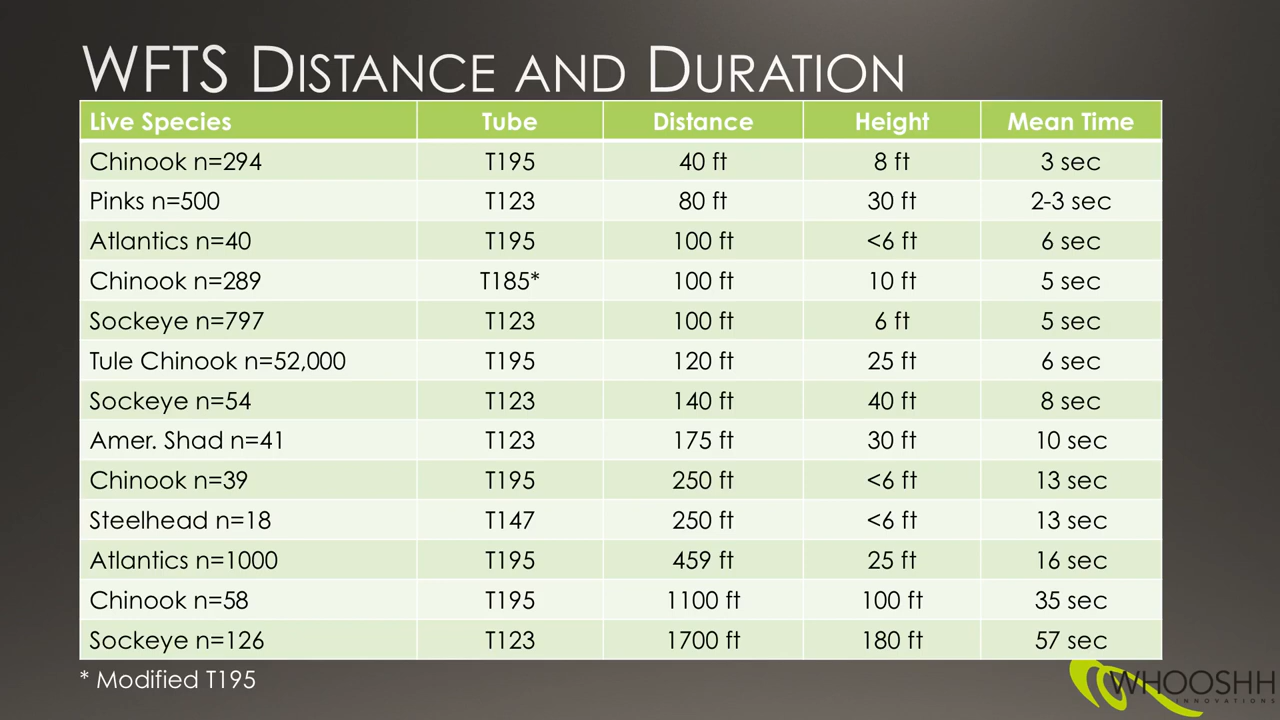 WFTS Distance and Duration
Live Species Tube Distance Height Mean Time
Chinook n=294 T195 40 ft 8 ft 3 sec
Pinks n=500 T123 80 ft 30 ft 2-3 sec
Atlantics n=40 T195 100 ft <6 ft 6 sec
Chinook n=289 T185* 100 ft 10 ft 5 sec
Sockeye n=797 T123 100 ft 6 ft 5 sec
Tule Chinook n=52,000 T195 120 ft 25 ft 6 sec
Sockeye n=54 T123 140 ft 40 ft 8 sec
Amer. Shad n=41 T123 175 ft 30 ft 10 sec
Chinook n=39 T195 250 ft <6 ft 13 sec
Steelhead n=18 T147 250 ft <6 ft 13 sec
Atlantics n=1000 T195 459 ft 25 ft 16 sec
Chinook n=58 T195 1100 ft 100 ft 35 sec
Sockeye n=126 T123 1700 ft 180 ft 57 sec
* Modified T195
WHOOSHH
INNOVATIONS